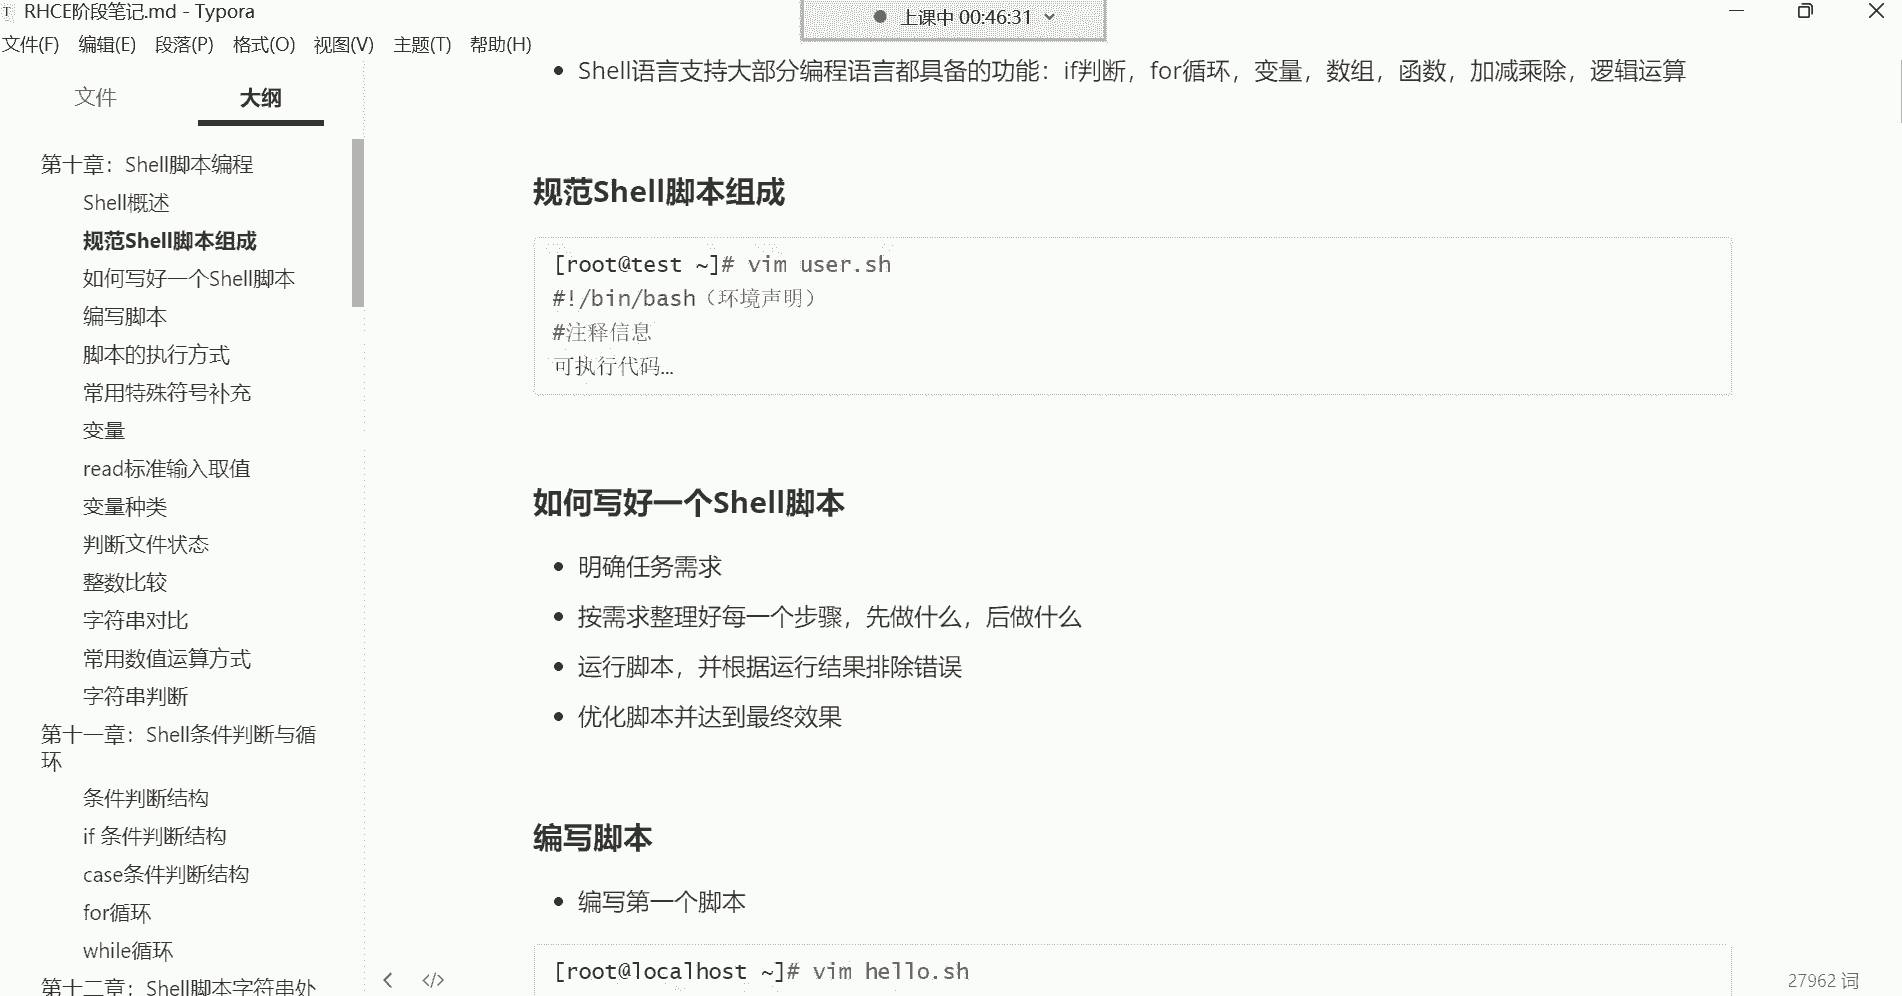 RHCE阶段笔记.md - Typora
上课中 00:46:31
文件(F) 编辑(E) 段落(P) 格式(O) 视图(V) 主题(T) 帮助(H)
文件 大纲
第十章：Shell脚本编程
Shell概述
规范Shell脚本组成
如何写好一个Shell脚本
编写脚本
脚本的执行方式
常用特殊符号补充
变量
read标准输入取值
变量种类
判断文件状态
整数比较
字符串对比
常用数值运算方式
字符串判断
第十一章：Shell条件判断与循
环
条件判断结构
if 条件判断结构
case条件判断结构
for循环
while循环
第十二章：Shell脚本字符串处
Shell语言支持大部分编程语言都具备的功能：if判断，for循环，变量，数组，函数，加减乘除，逻辑运算
规范Shell脚本组成
[root@test ~]# vim user.sh
#!/bin/bash（环境声明）
#注释信息
可执行代码...
如何写好一个Shell脚本
明确任务需求
按需求整理好每一个步骤，先做什么，后做什么
运行脚本，并根据运行结果排除错误
优化脚本并达到最终效果
编写脚本
编写第一个脚本
[root@localhost ~]# vim hello.sh
27962 词